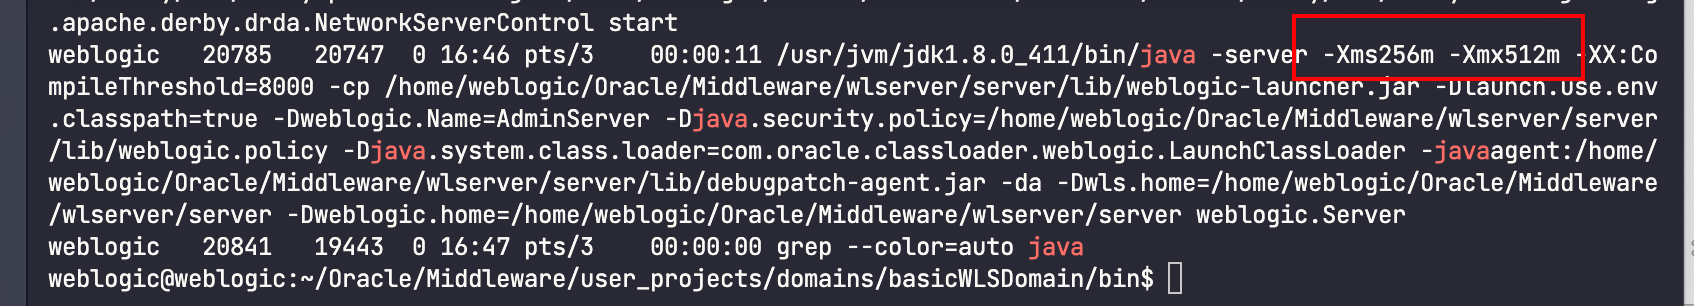 .apache.derby.drda.NetworkServerControl start
weblogic   20785   20747  0 16:46 pts/3    00:00:11 /usr/jvm/jdk1.8.0_411/bin/java -server -Xms256m -Xmx512m -XX:Co
mpileThreshold=8000 -cp /home/weblogic/Oracle/Middleware/wlserver/server/lib/weblogic-launcher.jar -Dlaunch.use.env
.classpath=true -Dweblogic.Name=AdminServer -Djava.security.policy=/home/weblogic/Oracle/Middleware/wlserver/server
/lib/weblogic.policy -Djava.system.class.loader=com.oracle.classloader.weblogic.LaunchClassLoader -javaagent:/home/
weblogic/Oracle/Middleware/wlserver/server/lib/debugpatch-agent.jar -da -Dwls.home=/home/weblogic/Oracle/Middleware
/wlserver/server -Dweblogic.home=/home/weblogic/Oracle/Middleware/wlserver/server weblogic.Server
weblogic   20841   19443  0 16:47 pts/3    00:00:00 grep --color=auto java
weblogic@weblogic:~/Oracle/Middleware/user_projects/domains/basicWLSDomain/bin$